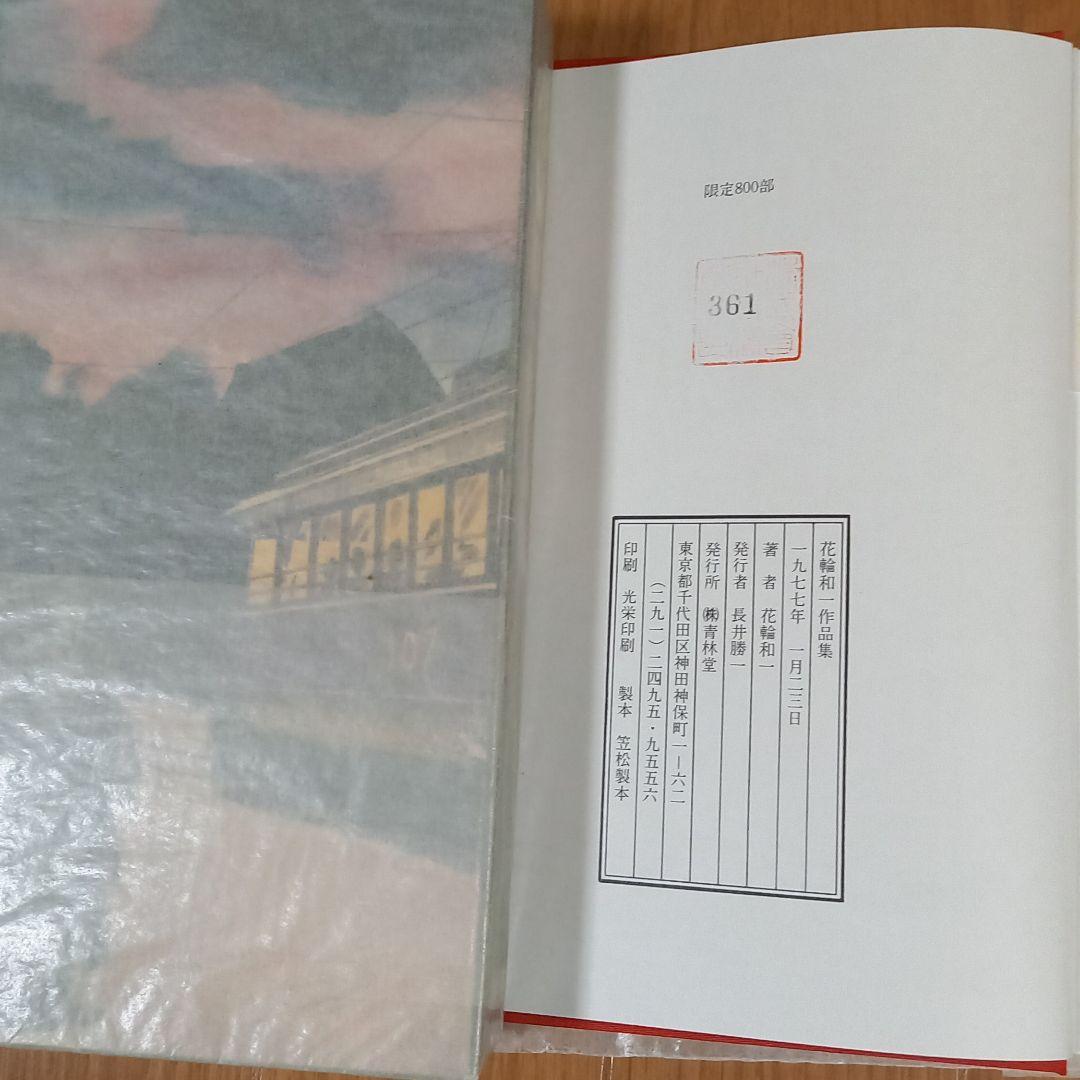 限定800部
361
花輪和一作品集
一九七七年 一月二三日
著者 花輪和一
発行者 長井勝一
発行所 ㈱青林堂
東京都千代田区神田神保町一ー六二
(二九一)二四九五・九五五六
印刷 光栄印刷 製本 笠松製本